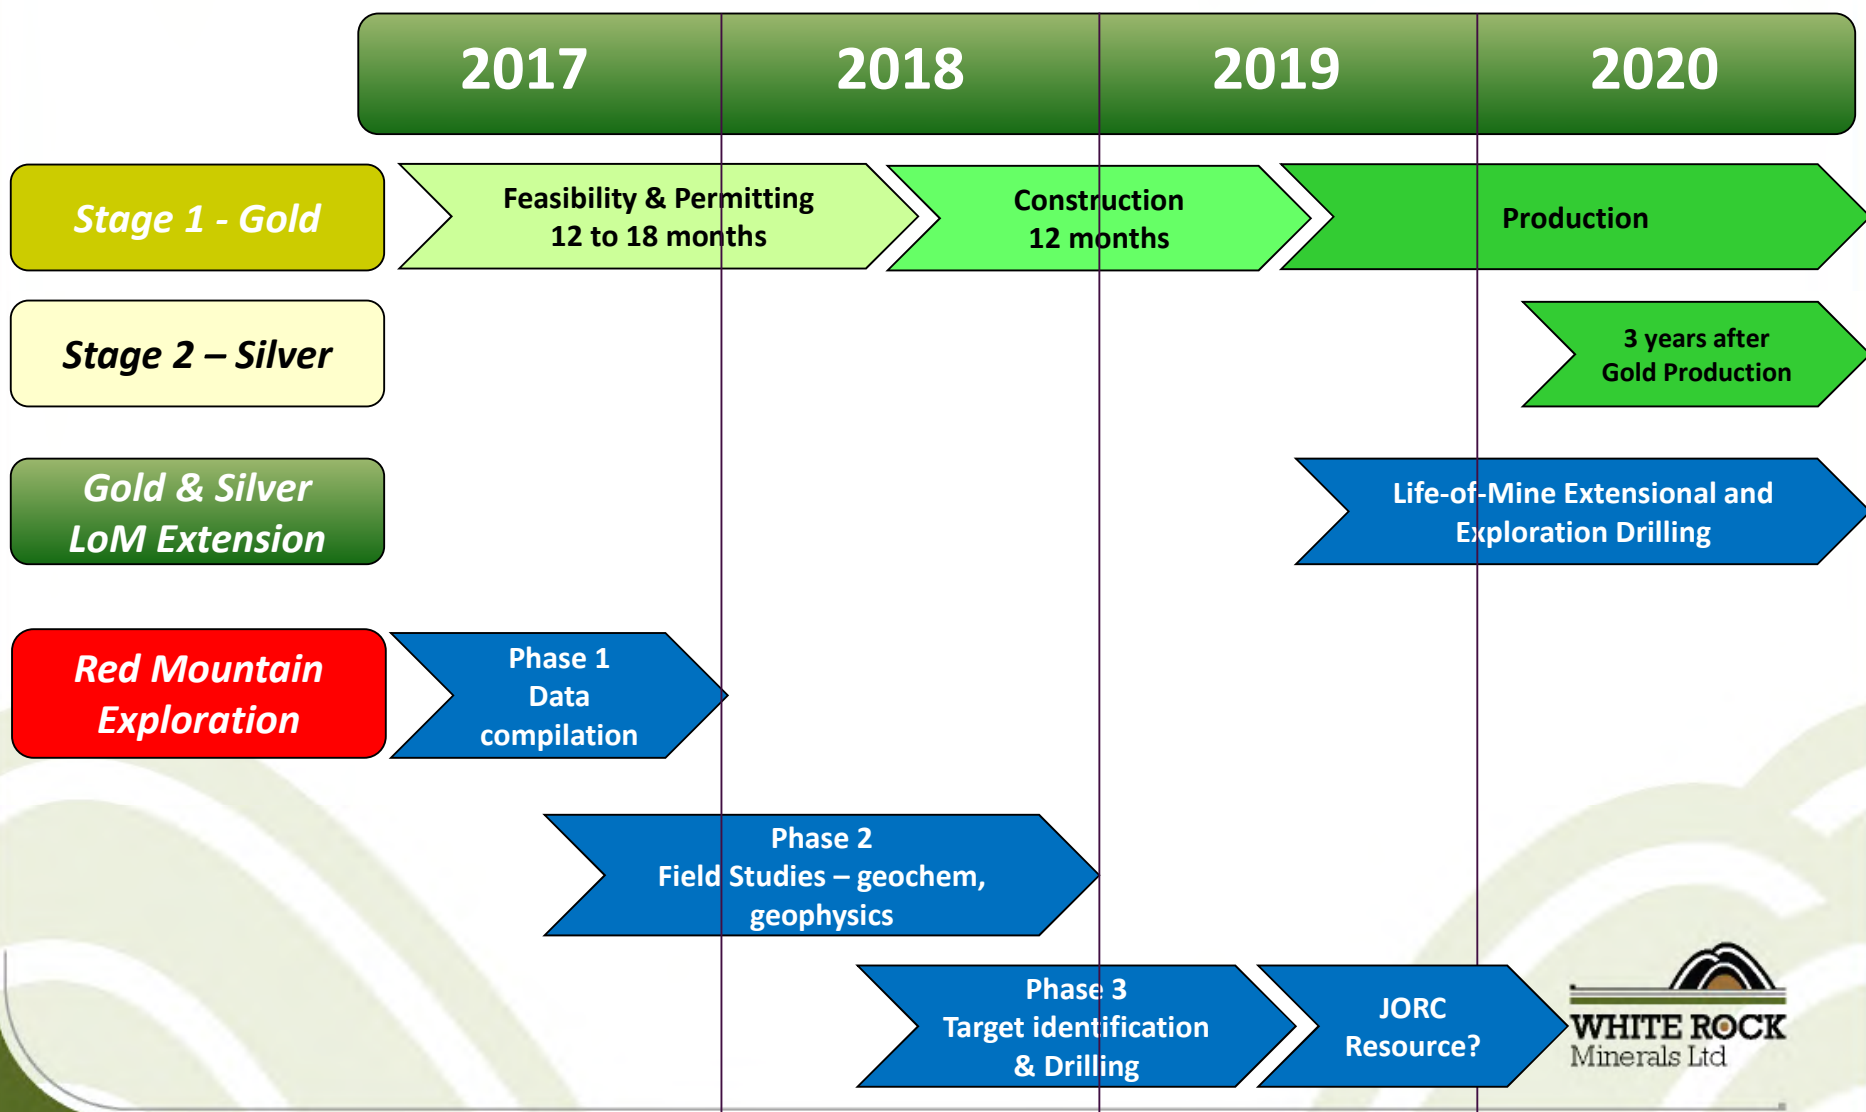 2017 2018 2019 2020
Stage 1 - Gold
Feasibility & Permitting
12 to 18 months
Construction
12 months
Production
Stage 2 – Silver
3 years after
Gold Production
Gold & Silver
LoM Extension
Life-of-Mine Extensional and
Exploration Drilling
Red Mountain
Exploration
Phase 1
Data
compilation
Phase 2
Field Studies – geochem,
geophysics
Phase 3
Target identification
& Drilling
JORC
Resource?
WHITE ROCK
Minerals Ltd